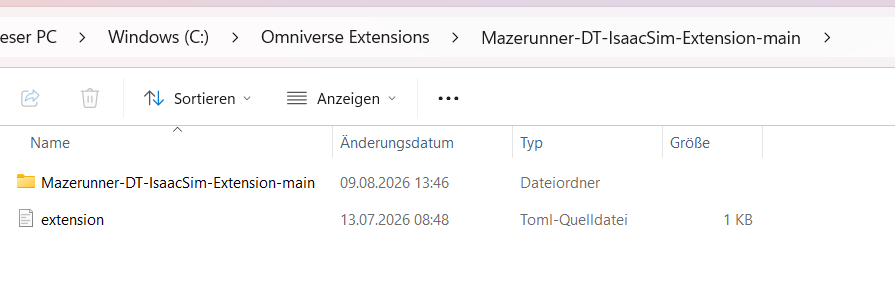 eser PC > Windows (C:) > Omniverse Extensions > Mazerunner-DT-IsaacSim-Extension-main >
Sortieren Anzeigen ...
Name Änderungsdatum Typ Größe
Mazerunner-DT-IsaacSim-Extension-main 09.08.2026 13:46 Dateiordner
extension 13.07.2026 08:48 Toml-Quelldatei 1 KB